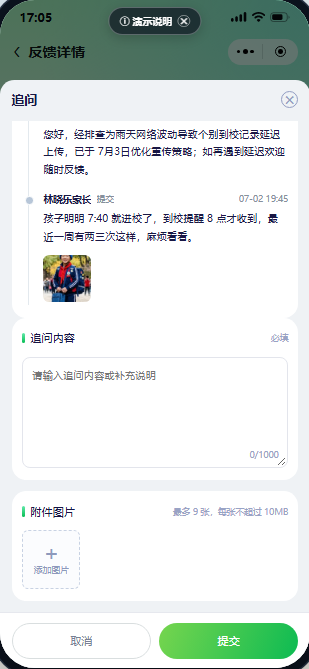 17:05
演示说明
反馈详情
追问
您好，经排查为雨天网络波动导致个别到校记录延迟
上传，已于 7月3日优化重传策略；如再遇到延迟欢迎
随时反馈。
林晓乐家长 提交 07-02 19:45
孩子明明 7:40 就进校了，到校提醒 8 点才收到，最
近一周有两三次这样，麻烦看看。
追问内容 必填
请输入追问内容或补充说明
0/1000
附件图片 最多 9 张，每张不超过 10MB
添加图片
取消 提交